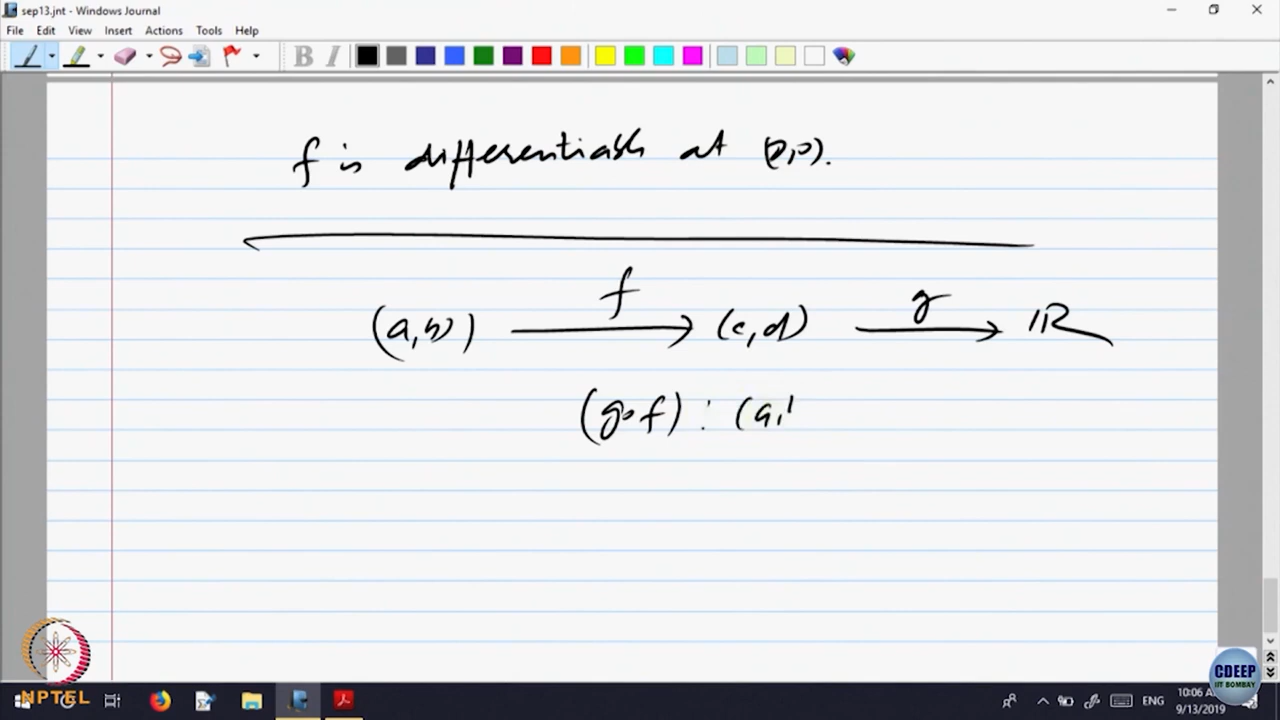 sep13.jnt - Windows Journal
File Edit View Insert Actions Tools Help
B I
f is differentiable at (0,0).
f g
(a,b) (c,d) IR
(g∘f) : (a,
NPTEL
CDEEP
IIT BOMBAY
ENG
10:06 A
9/13/2019